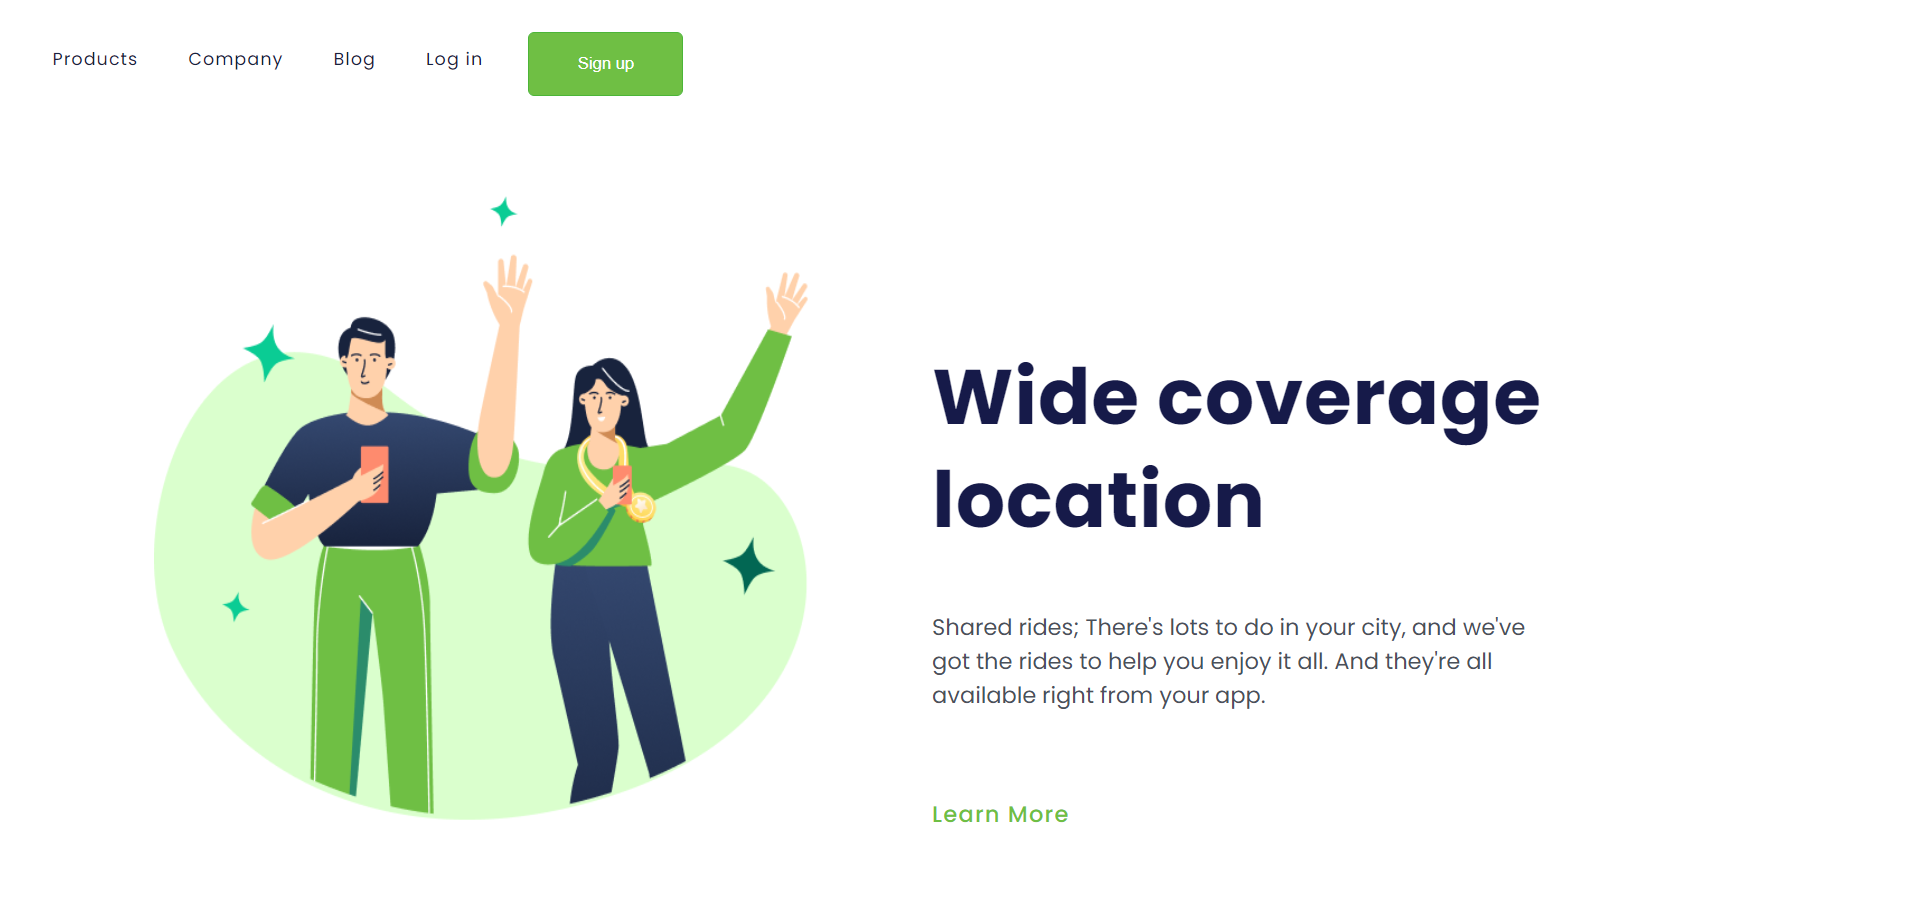 Products Company Blog Log in Sign up
Wide coverage
location
Shared rides; There's lots to do in your city, and we've
got the rides to help you enjoy it all. And they're all
available right from your app.
Learn More